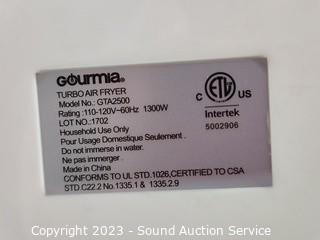 GOURMIA®
TURBO AIR FRYER
Model No.: GTA2500
Rating :110-120V~60Hz 1300W
LOT NO.:1702
Household Use Only
Pour Usage Domestique Seulement .
Do not immerse in water.
Ne pas immerger .
In China
CONFORMS TO UL STD.1026,CERTIFIED TO CSA
STD.C22.2 No.1335.1 & 1335.2.9
C ETL US
Intertek
5002906
Copyright 2023 - Sound Auction Service